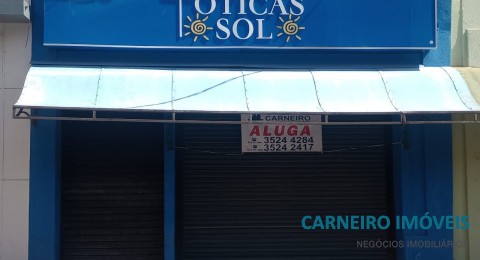 ÓTICAS
SOL
CARNEIRO
ALUGA
3524 4284
3524 2417
CARNEIRO IMÓVEIS
NEGÓCIOS IMOBILIÁRIOS